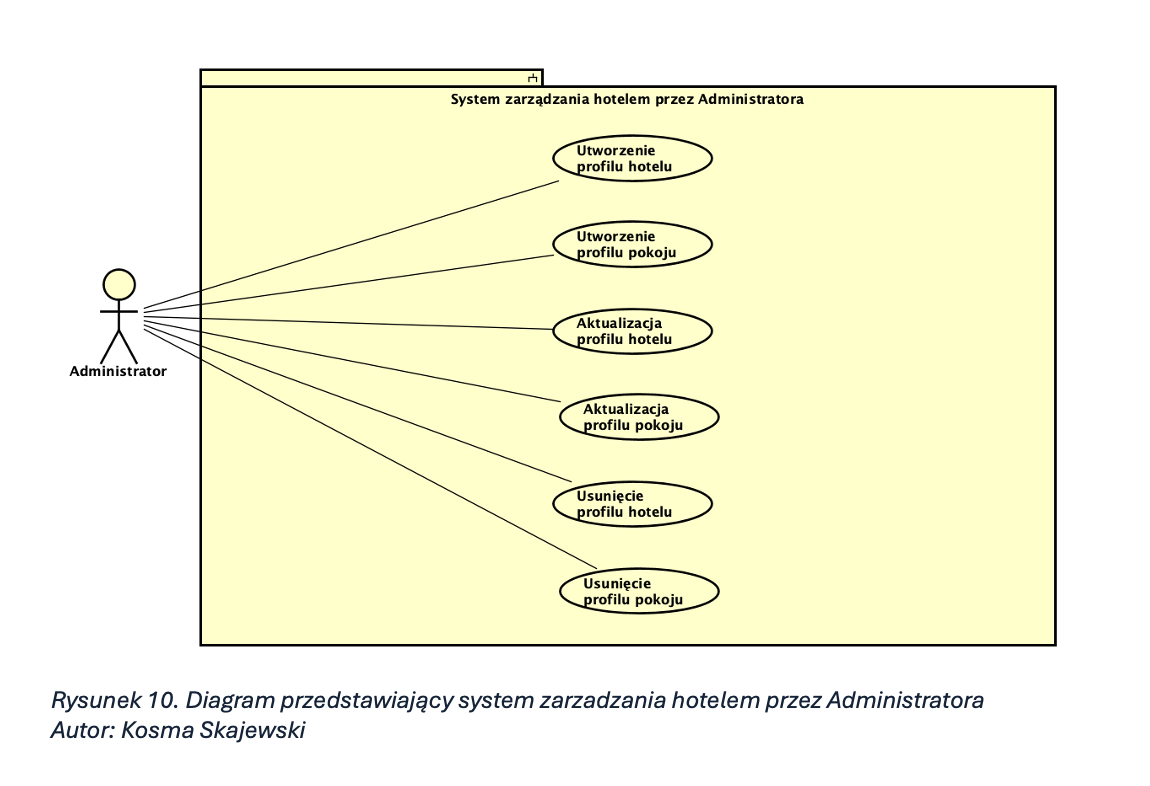 System zarządzania hotelem przez Administratora
Utworzenie
profilu hotelu
Utworzenie
profilu pokoju
Aktualizacja
profilu hotelu
Administrator
Aktualizacja
profilu pokoju
Usunięcie
profilu hotelu
Usunięcie
profilu pokoju
Rysunek 10. Diagram przedstawiający system zarzadzania hotelem przez Administratora
Autor: Kosma Skajewski